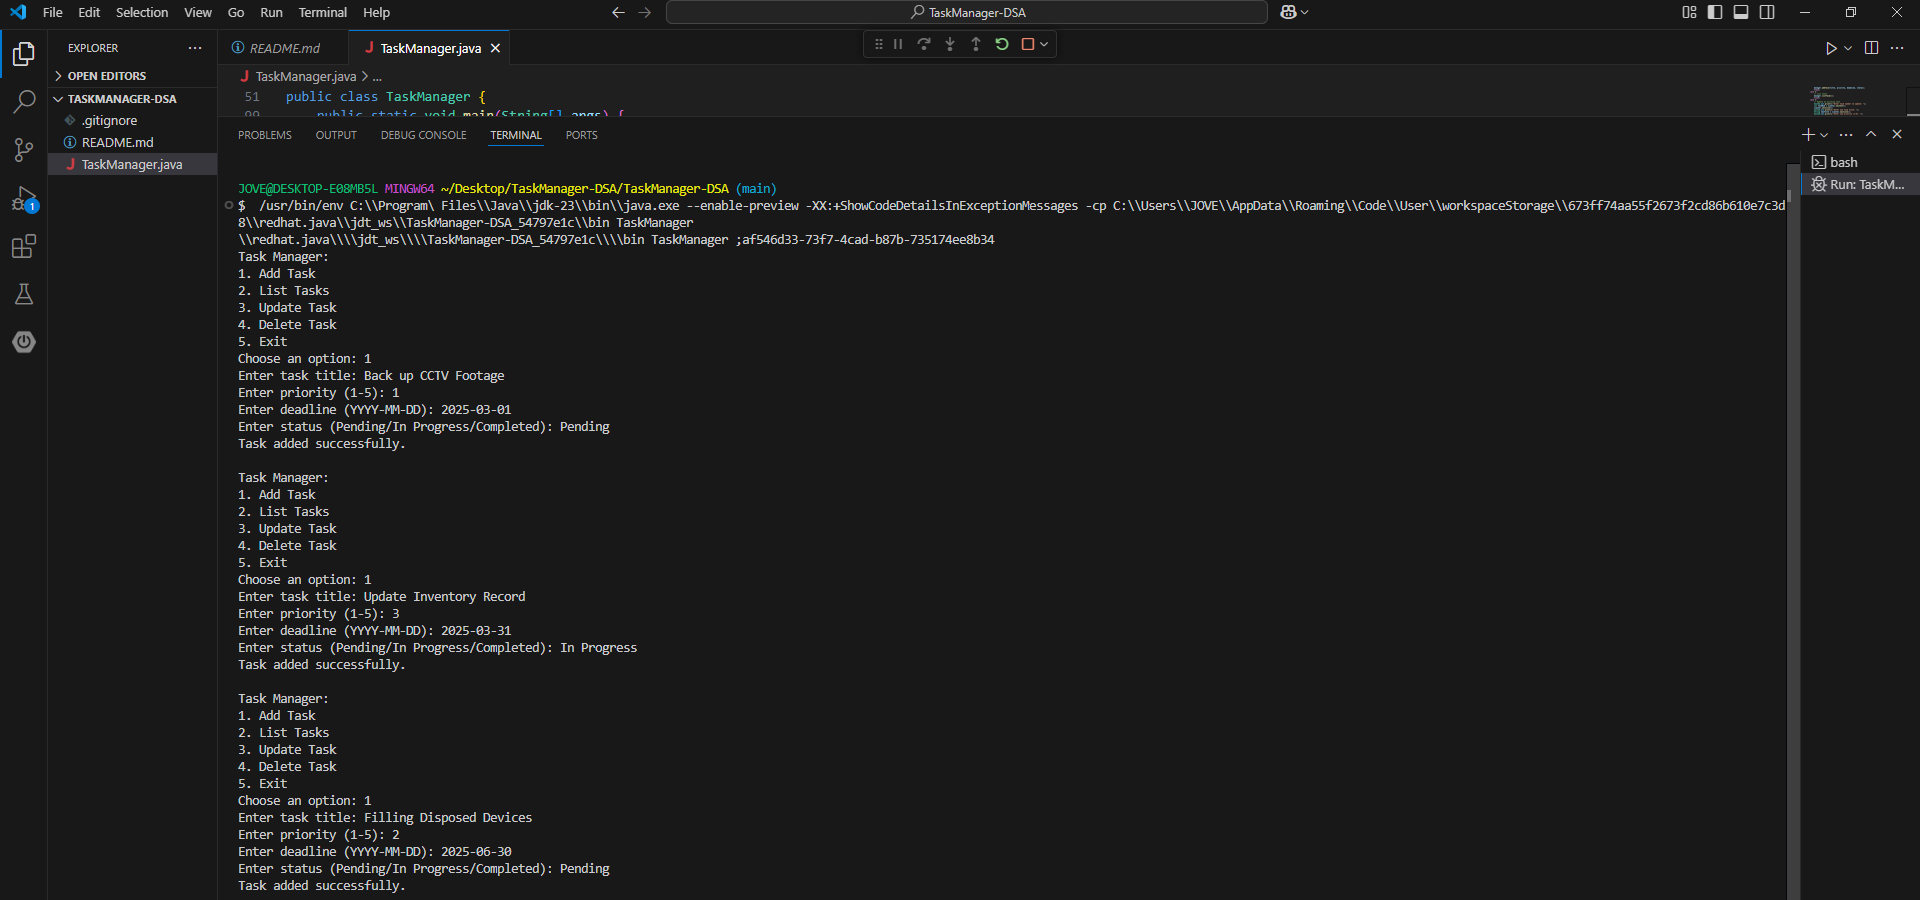 File Edit Selection View Go Run Terminal Help
TaskManager-DSA
EXPLORER
OPEN EDITORS
TASKMANAGER-DSA
.gitignore
README.md
TaskManager.java
1
README.md
TaskManager.java
TaskManager.java > ...
51 public class TaskManager {
99 public static void main(String[] args) {
PROBLEMS OUTPUT DEBUG CONSOLE TERMINAL PORTS
bash
Run: TaskM...
JOVE@DESKTOP-E08MB5L MINGW64 ~/Desktop/TaskManager-DSA/TaskManager-DSA (main)
$  /usr/bin/env C:\\Program\ Files\\Java\\jdk-23\\bin\\java.exe --enable-preview -XX:+ShowCodeDetailsInExceptionMessages -cp C:\\Users\\JOVE\\AppData\\Roaming\\Code\\User\\workspaceStorage\\673ff74aa55f2673f2cd86b610e7c3d
8\\redhat.java\\jdt_ws\\TaskManager-DSA_54797e1c\\bin TaskManager
\\redhat.java\\\\jdt_ws\\\\TaskManager-DSA_54797e1c\\\\bin TaskManager ;af546d33-73f7-4cad-b87b-735174ee8b34
Task Manager:
1. Add Task
2. List Tasks
3. Update Task
4. Delete Task
5. Exit
Choose an option: 1
Enter task title: Back up CCTV Footage
Enter priority (1-5): 1
Enter deadline (YYYY-MM-DD): 2025-03-01
Enter status (Pending/In Progress/Completed): Pending
Task added successfully.
Task Manager:
1. Add Task
2. List Tasks
3. Update Task
4. Delete Task
5. Exit
Choose an option: 1
Enter task title: Update Inventory Record
Enter priority (1-5): 3
Enter deadline (YYYY-MM-DD): 2025-03-31
Enter status (Pending/In Progress/Completed): In Progress
Task added successfully.
Task Manager:
1. Add Task
2. List Tasks
3. Update Task
4. Delete Task
5. Exit
Choose an option: 1
Enter task title: Filling Disposed Devices
Enter priority (1-5): 2
Enter deadline (YYYY-MM-DD): 2025-06-30
Enter status (Pending/In Progress/Completed): Pending
Task added successfully.